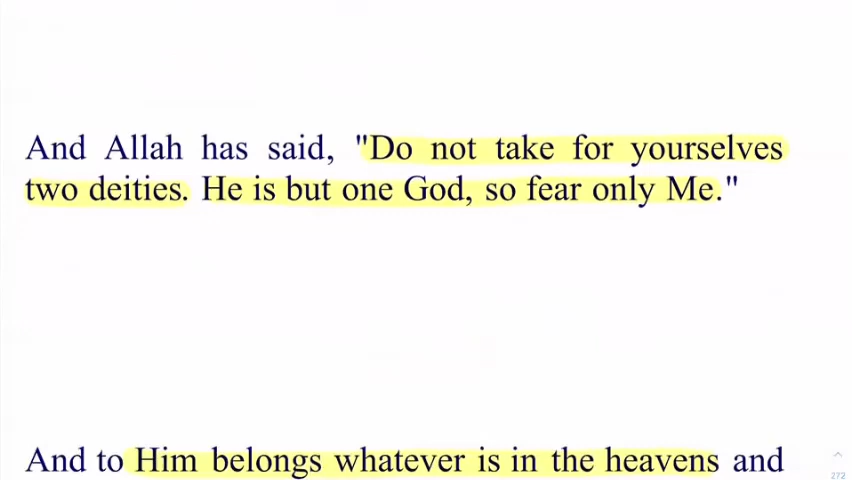 And Allah has said, "Do not take for yourselves
two deities. He is but one God, so fear only Me."
And to Him belongs whatever is in the heavens and
272